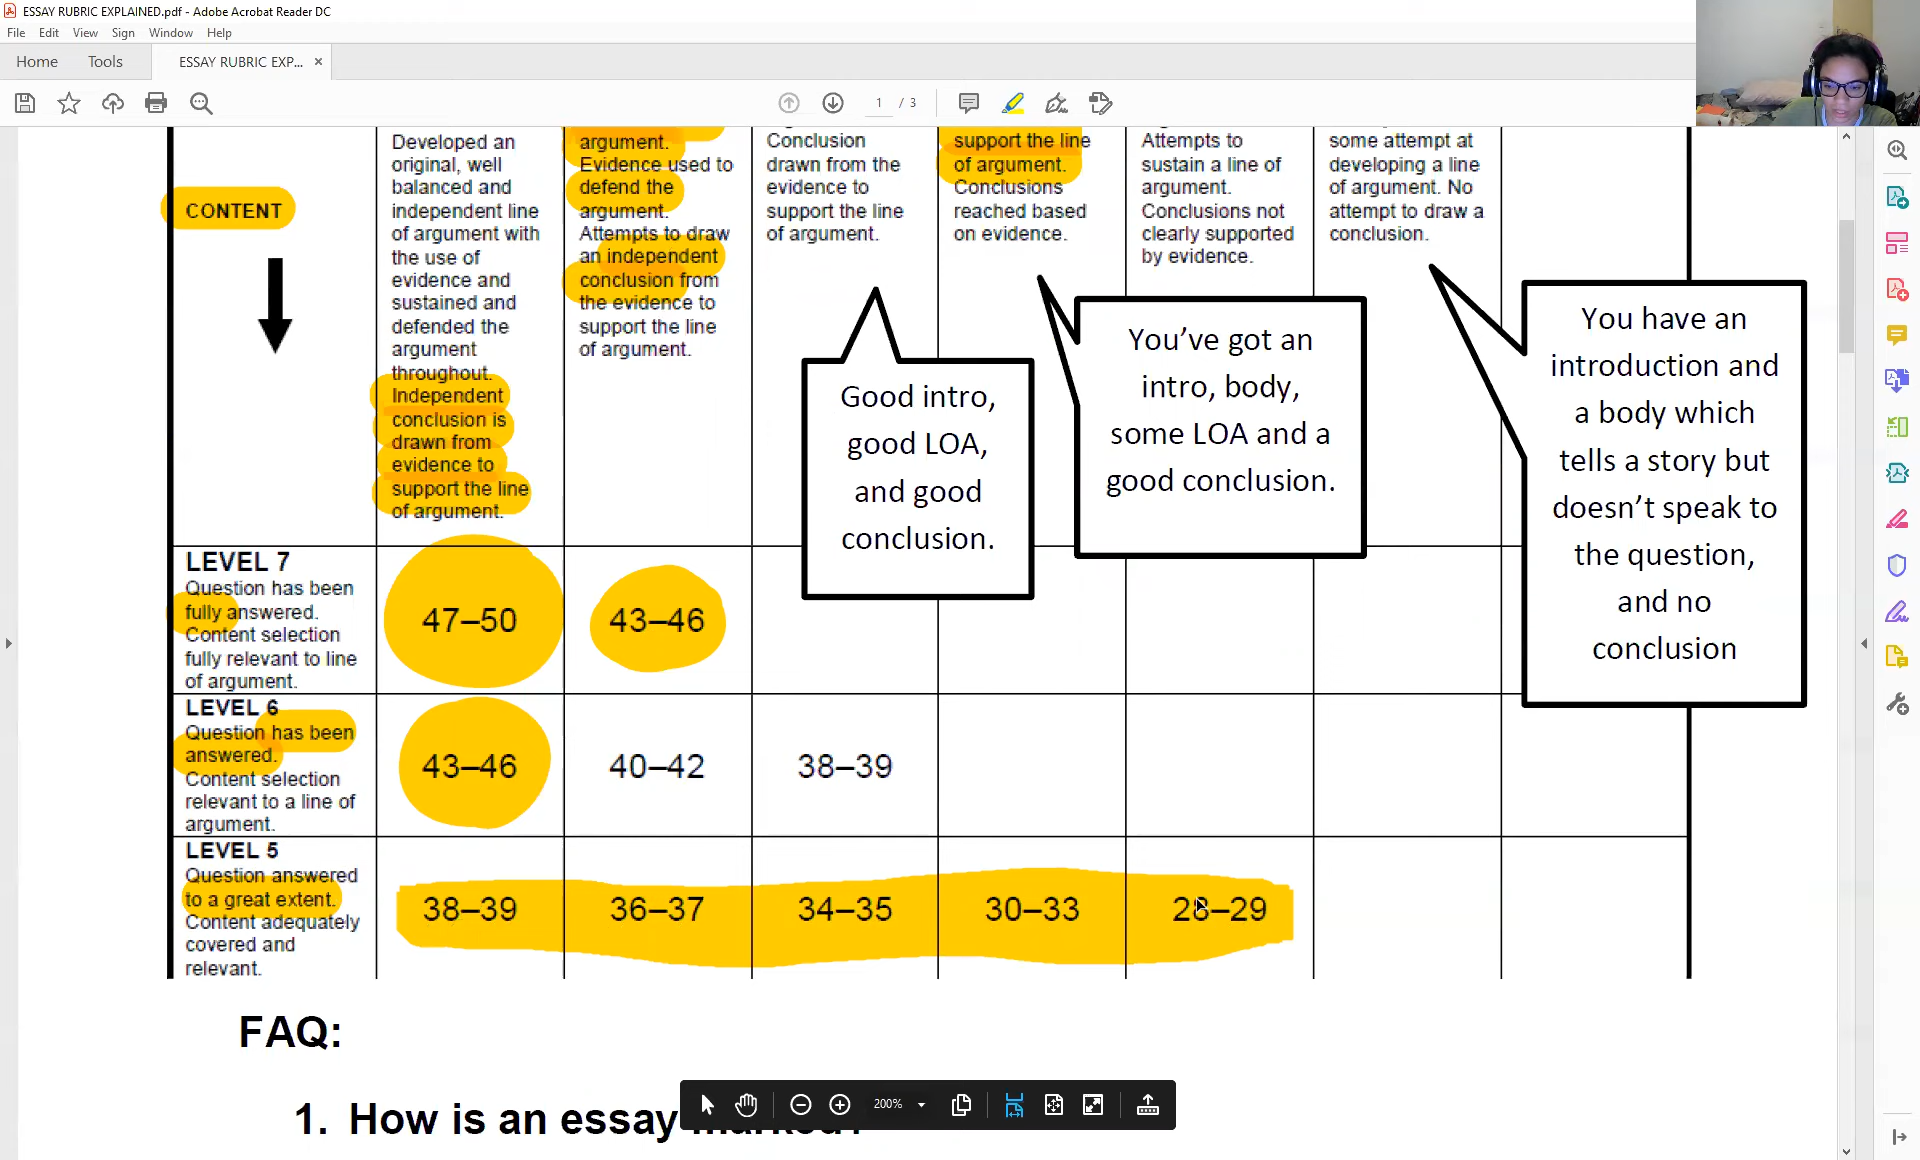 ESSAY RUBRIC EXPLAINED.pdf - Adobe Acrobat Reader DC
File Edit View Sign Window Help
Home Tools ESSAY RUBRIC EXP... ×
1 / 3
CONTENT
Developed an
original, well
balanced and
independent line
of argument with
the use of
evidence and
sustained and
defended the
argument
throughout.
Independent
conclusion is
drawn from
evidence to
support the line
of argument.
argument.
Evidence used to
defend the
argument.
Attempts to draw
an independent
conclusion from
the evidence to
support the line
of argument.
Conclusion
drawn from the
evidence to
support the line
of argument.
support the line
of argument.
Conclusions
reached based
on evidence.
Attempts to
sustain a line of
argument.
Conclusions not
clearly supported
by evidence.
some attempt at
developing a line
of argument. No
attempt to draw a
conclusion.
Good intro,
good LOA,
and good
conclusion.
You’ve got an
intro, body,
some LOA and a
good conclusion.
You have an
introduction and
a body which
tells a story but
doesn’t speak to
the question,
and no
conclusion
LEVEL 7
Question has been
fully answered.
Content selection
fully relevant to line
of argument.
47–50
43–46
LEVEL 6
Question has been
answered.
Content selection
relevant to a line of
argument.
43–46
40–42
38–39
LEVEL 5
Question answered
to a great extent.
Content adequately
covered and
relevant.
38–39
36–37
34–35
30–33
28–29
FAQ:
1. How is an essay marked?
200%